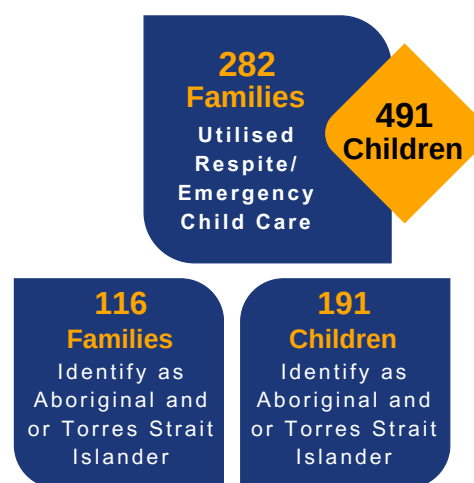 282
Families
Utilised
Respite/
Emergency
Child Care
491
Children
116
Families
Identify as
Aboriginal and
or Torres Strait
Islander
191
Children
Identify as
Aboriginal and
or Torres Strait
Islander